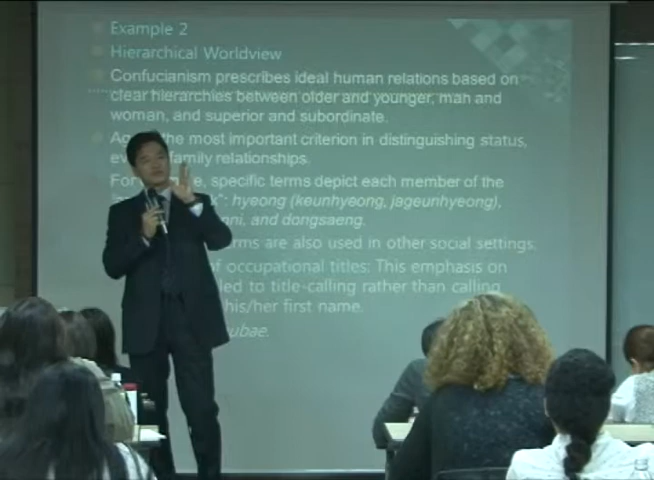 Example 2
Hierarchical Worldview
Confucianism prescribes ideal human relations based on
clear hierarchies between older and younger, man and
woman, and superior and subordinate.
the most important criterion in distinguishing status,
family relationships.
For specific terms depict each member of the
hyeong (keunhyeong, jageunhyeong),
and dongsaeng.
are also used in other social settings.
of occupational titles: This emphasis on
led to title-calling rather than calling
his/her first name.